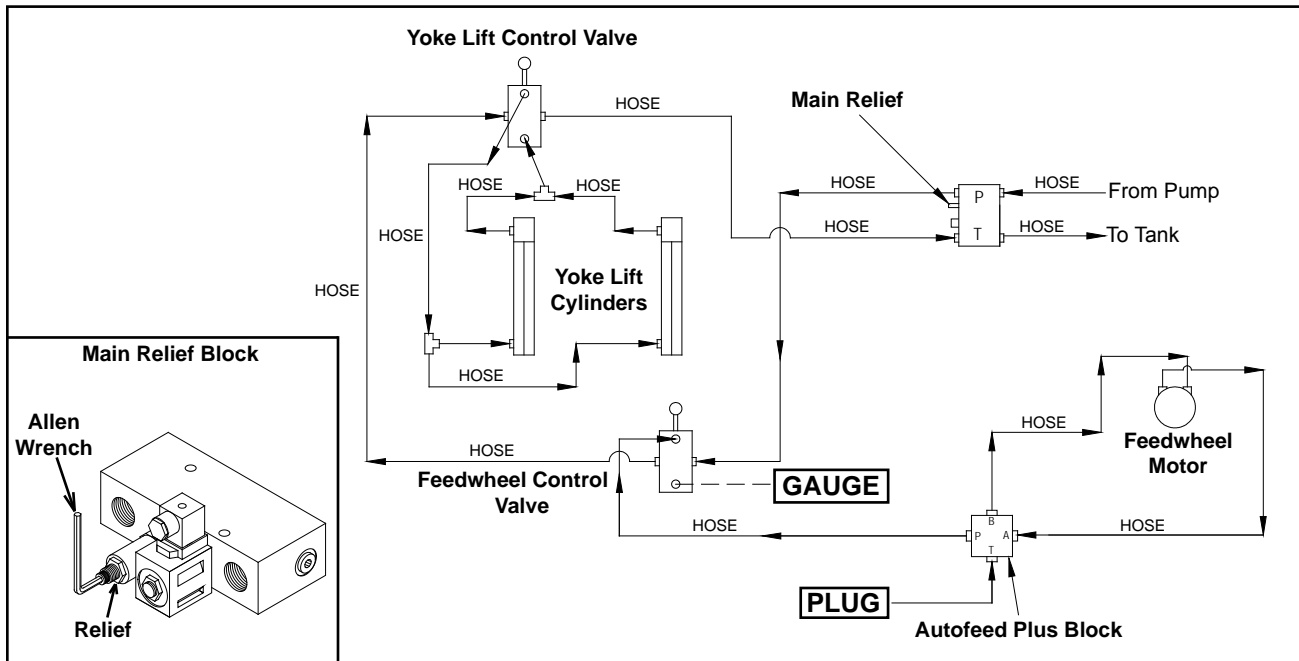 Yoke Lift Control Valve
HOSE
Main Relief
HOSE
HOSE
HOSE
P
From Pump
HOSE
HOSE
HOSE
HOSE
T
To Tank
Yoke Lift
Cylinders
HOSE
HOSE
Main Relief Block
Allen
Wrench
Relief
HOSE
Feedwheel Control
Valve
GAUGE
HOSE
HOSE
Feedwheel
Motor
HOSE
B
P
A
T
PLUG
Autofeed Plus Block